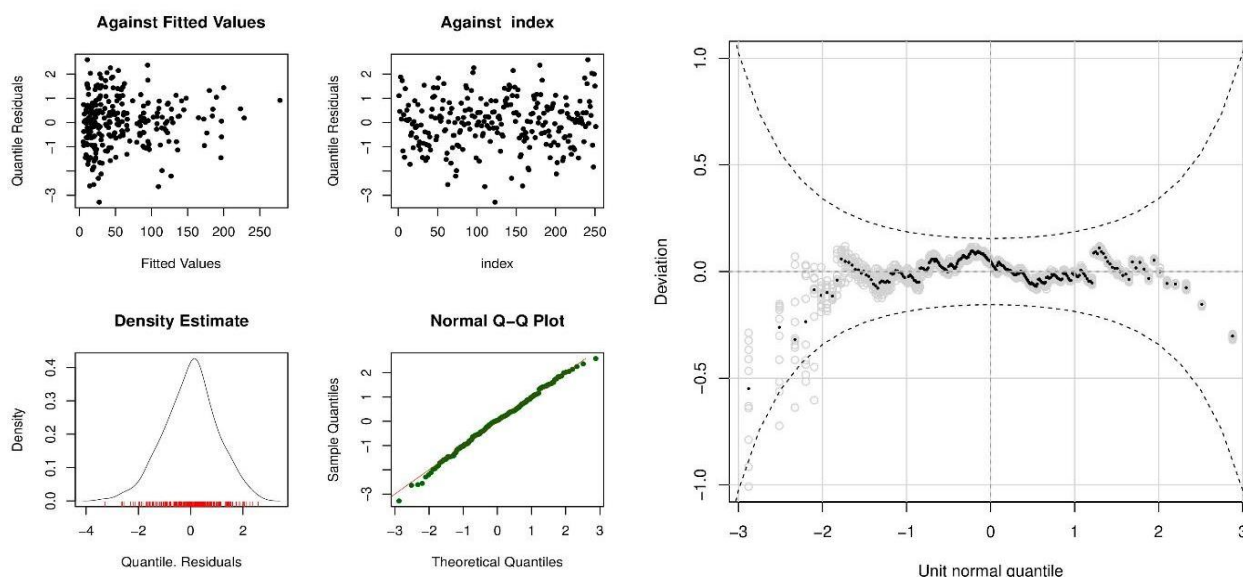 Against Fitted Values
Quantile Residuals
2
1
0
-1
-3
0 50 100 150 200 250
Fitted Values
Against index
Quantile Residuals
2
1
0
-1
-3
0 50 100 150 200 250
index
Density Estimate
Density
0.4
0.3
0.2
0.1
0.0
-4 -2 0 2
Quantile. Residuals
Normal Q-Q Plot
Sample Quantiles
2
1
0
-1
-3
-3 -2 -1 0 1 2 3
Theoretical Quantiles
Deviation
1.0
0.5
0.0
-0.5
-1.0
-3 -2 -1 0 1 2 3
Unit normal quantile